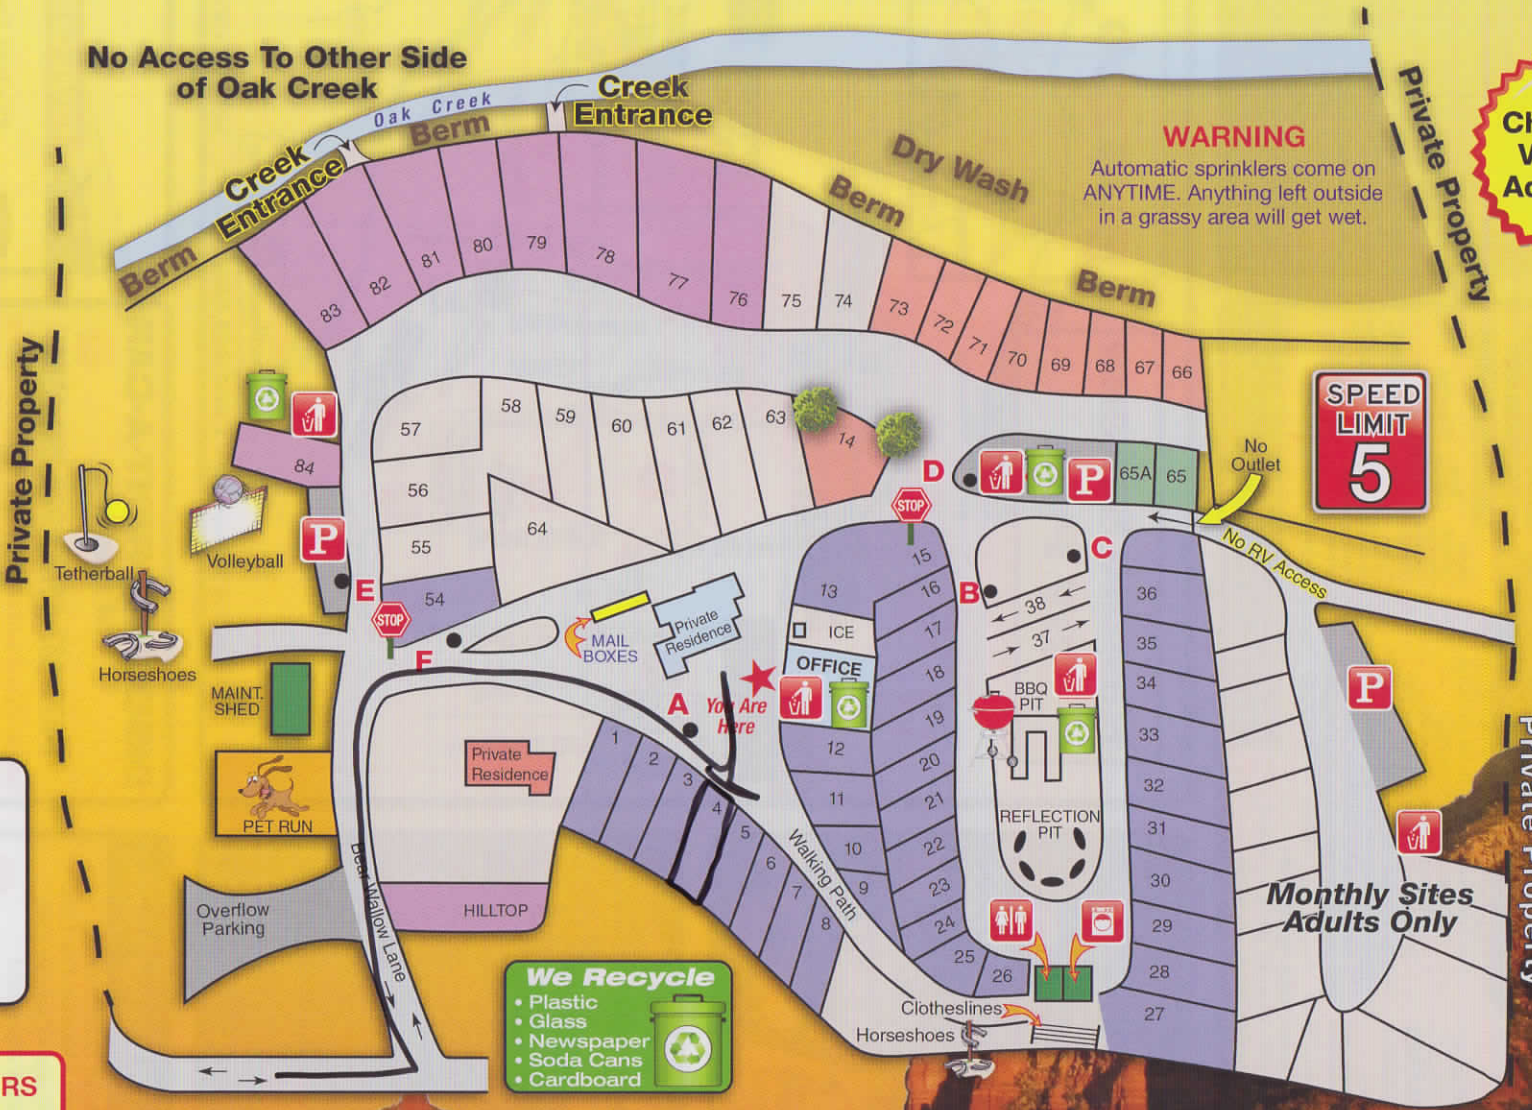 No Access To Other Side
of Oak Creek
Oak Creek
Creek
Entrance
Creek
Entrance
Berm
Berm
Berm
Berm
Dry Wash
WARNING
Automatic sprinklers come on
ANYTIME. Anything left outside
in a grassy area will get wet.
Private Property
Private Property
Private Property
83
82
81
80
79
78
77
76
75
74
73
72
71
70
69
68
67
66
SPEED
LIMIT
5
No
Outlet
No RV Access
57
58
59
60
61
62
63
14
56
55
54
64
84
P
D
P
65A
65
STOP
Tetherball
Volleyball
Horseshoes
E
STOP
F
MAIL
BOXES
Private
Residence
A
You Are
Here
13
ICE
OFFICE
12
11
10
9
15
16
17
18
19
20
21
22
23
24
25
26
B
C
38
37
BBQ
PIT
REFLECTION
PIT
36
35
34
33
32
31
30
29
28
27
P
Monthly Sites
Adults Only
MAINT.
SHED
PET RUN
Overflow
Parking
Bear Wallow Lane
Private
Residence
HILLTOP
1
2
3
4
5
6
7
8
Walking Path
Clotheslines
Horseshoes
We Recycle
• Plastic
• Glass
• Newspaper
• Soda Cans
• Cardboard
RS